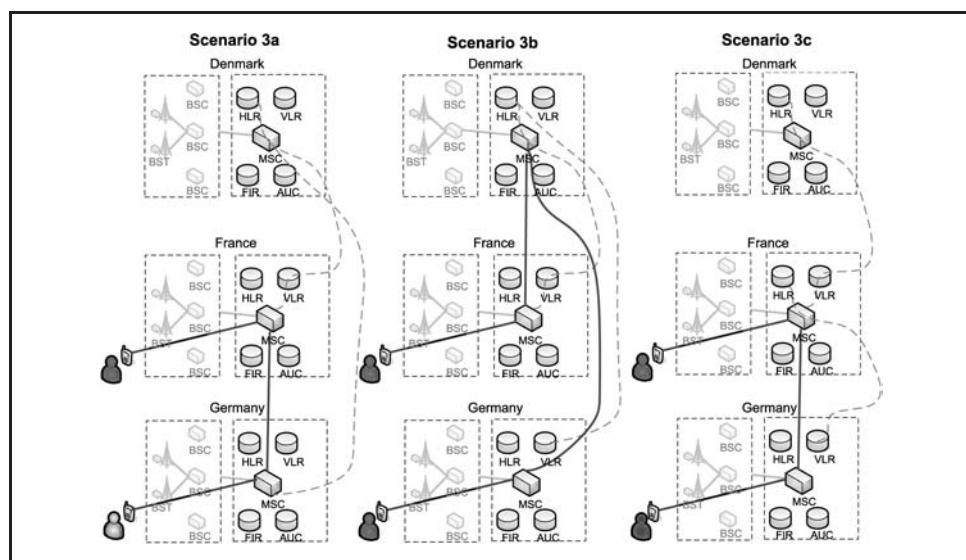 Scenario 3a
Denmark
BSC
BSC
BST
BSC
HLR
VLR
MSC
FIR
AUC
France
BSC
BSC
BST
BSC
HLR
VLR
MSC
FIR
AUC
Germany
BSC
BSC
BST
BSC
HLR
VLR
MSC
FIR
AUC
Scenario 3b
Denmark
BSC
BSC
BST
BSC
HLR
VLR
MSC
FIR
AUC
France
BSC
BSC
BST
BSC
HLR
VLR
MSC
FIR
AUC
Germany
BSC
BSC
BST
BSC
HLR
VLR
MSC
FIR
AUC
Scenario 3c
Denmark
BSC
BSC
BST
BSC
HLR
VLR
MSC
FIR
AUC
France
BSC
BSC
BST
BSC
HLR
VLR
MSC
FIR
AUC
Germany
BSC
BSC
BST
BSC
HLR
VLR
MSC
FIR
AUC